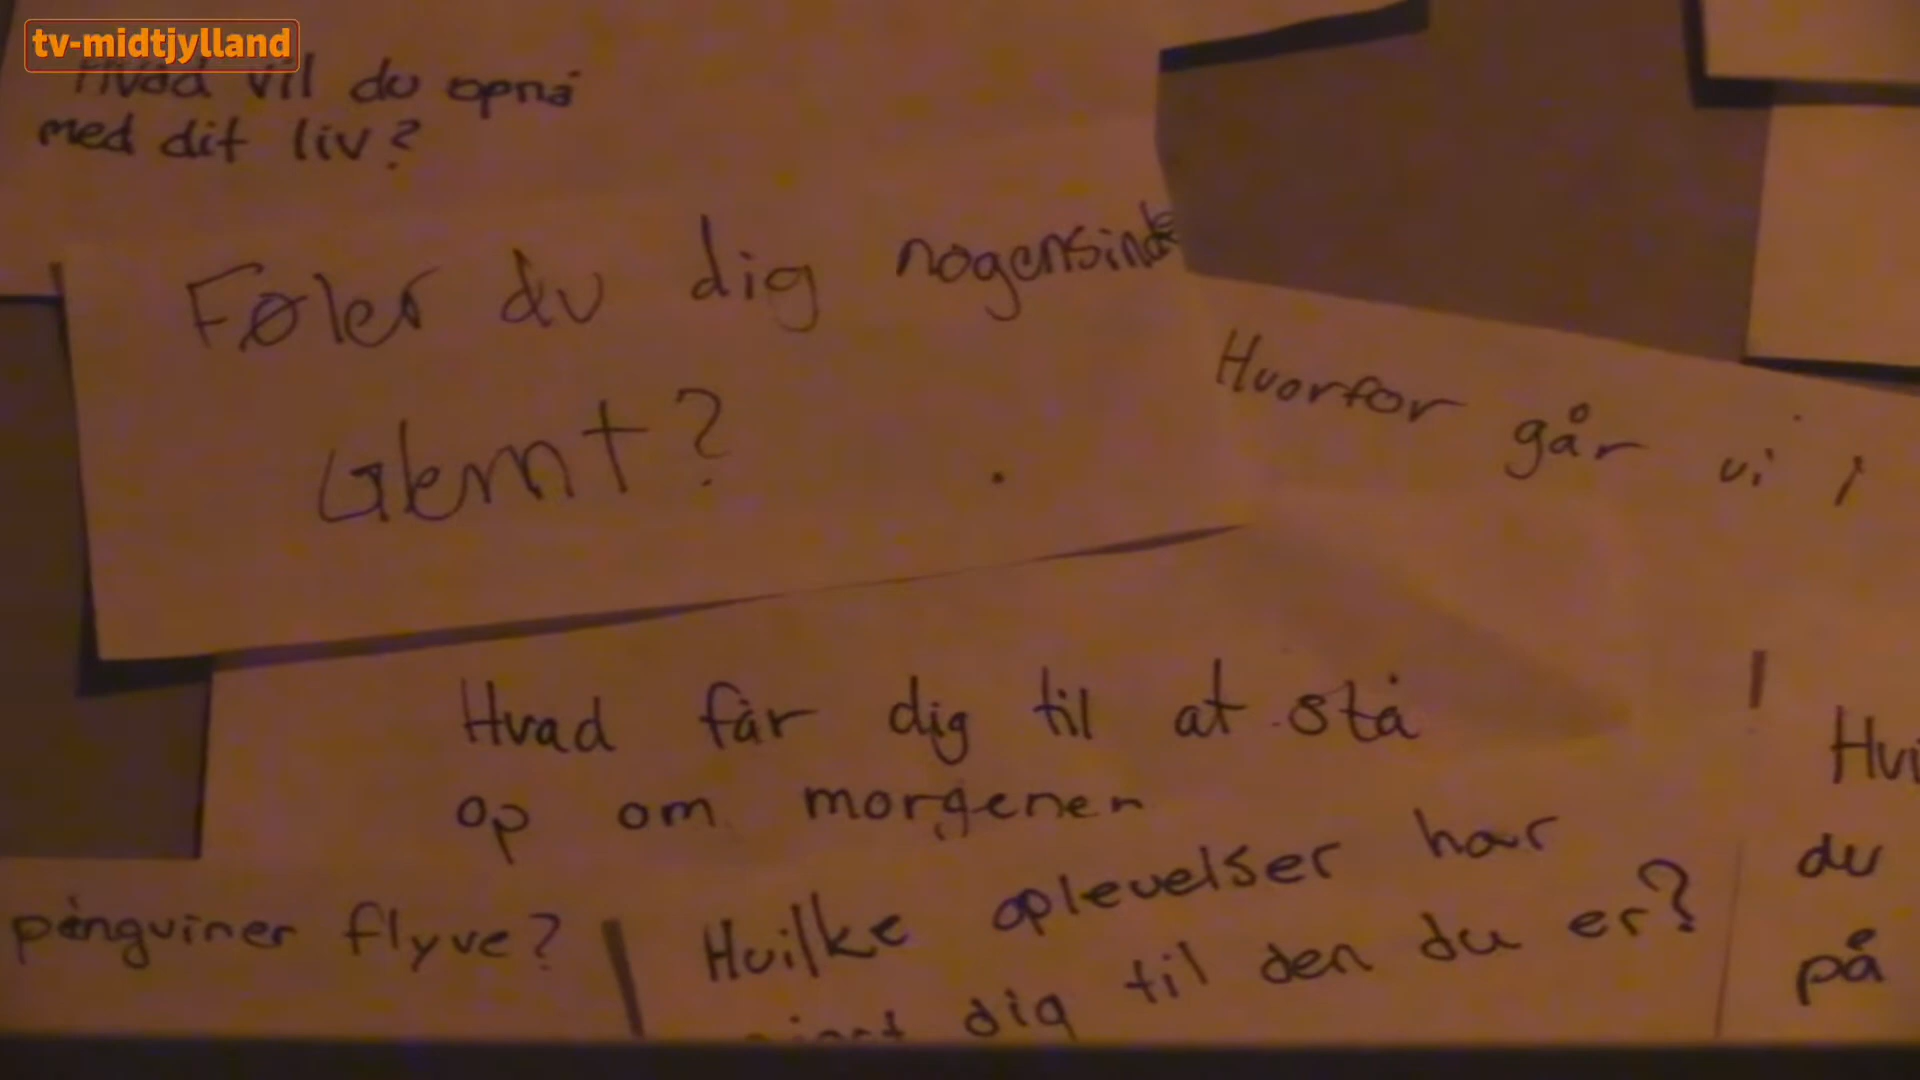 tv-midtjylland
Hvad vil du opnå
med dit liv?
Føler du dig nogensinde
Glemt?
Hvorfor går vi i
Hvad får dig til at stå
op om morgenen
penguiner flyve?
Hvilke oplevelser har
dig til den du er?
du
på